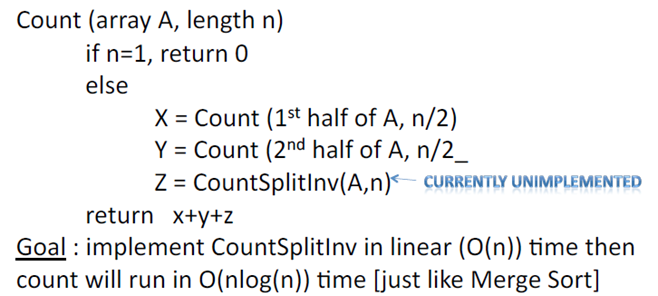 Count (array A, length n)
if n=1, return 0
else
X = Count (1st half of A, n/2)
Y = Count (2nd half of A, n/2_
Z = CountSplitInv(A,n) CURRENTLY UNIMPLEMENTED
return x+y+z
Goal : implement CountSplitInv in linear (O(n)) time then
count will run in O(nlog(n)) time [just like Merge Sort]